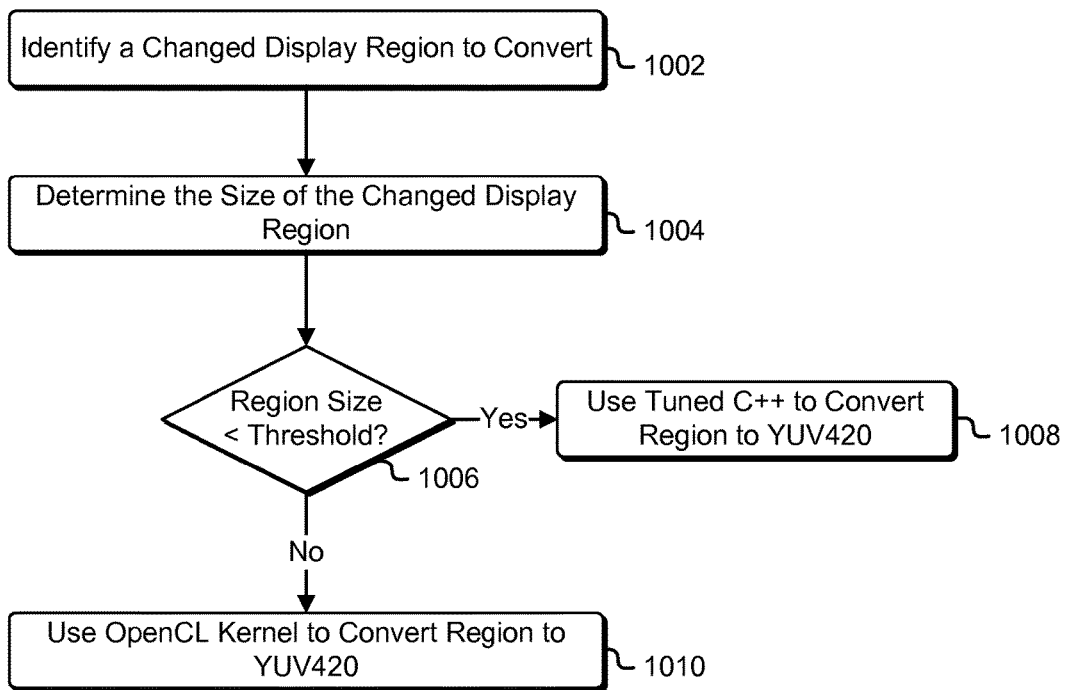 Identify a Changed Display Region to Convert
1002
Determine the Size of the Changed Display
Region
1004
Region Size
< Threshold?
1006
Yes
Use Tuned C++ to Convert
Region to YUV420
1008
No
Use OpenCL Kernel to Convert Region to
YUV420
1010